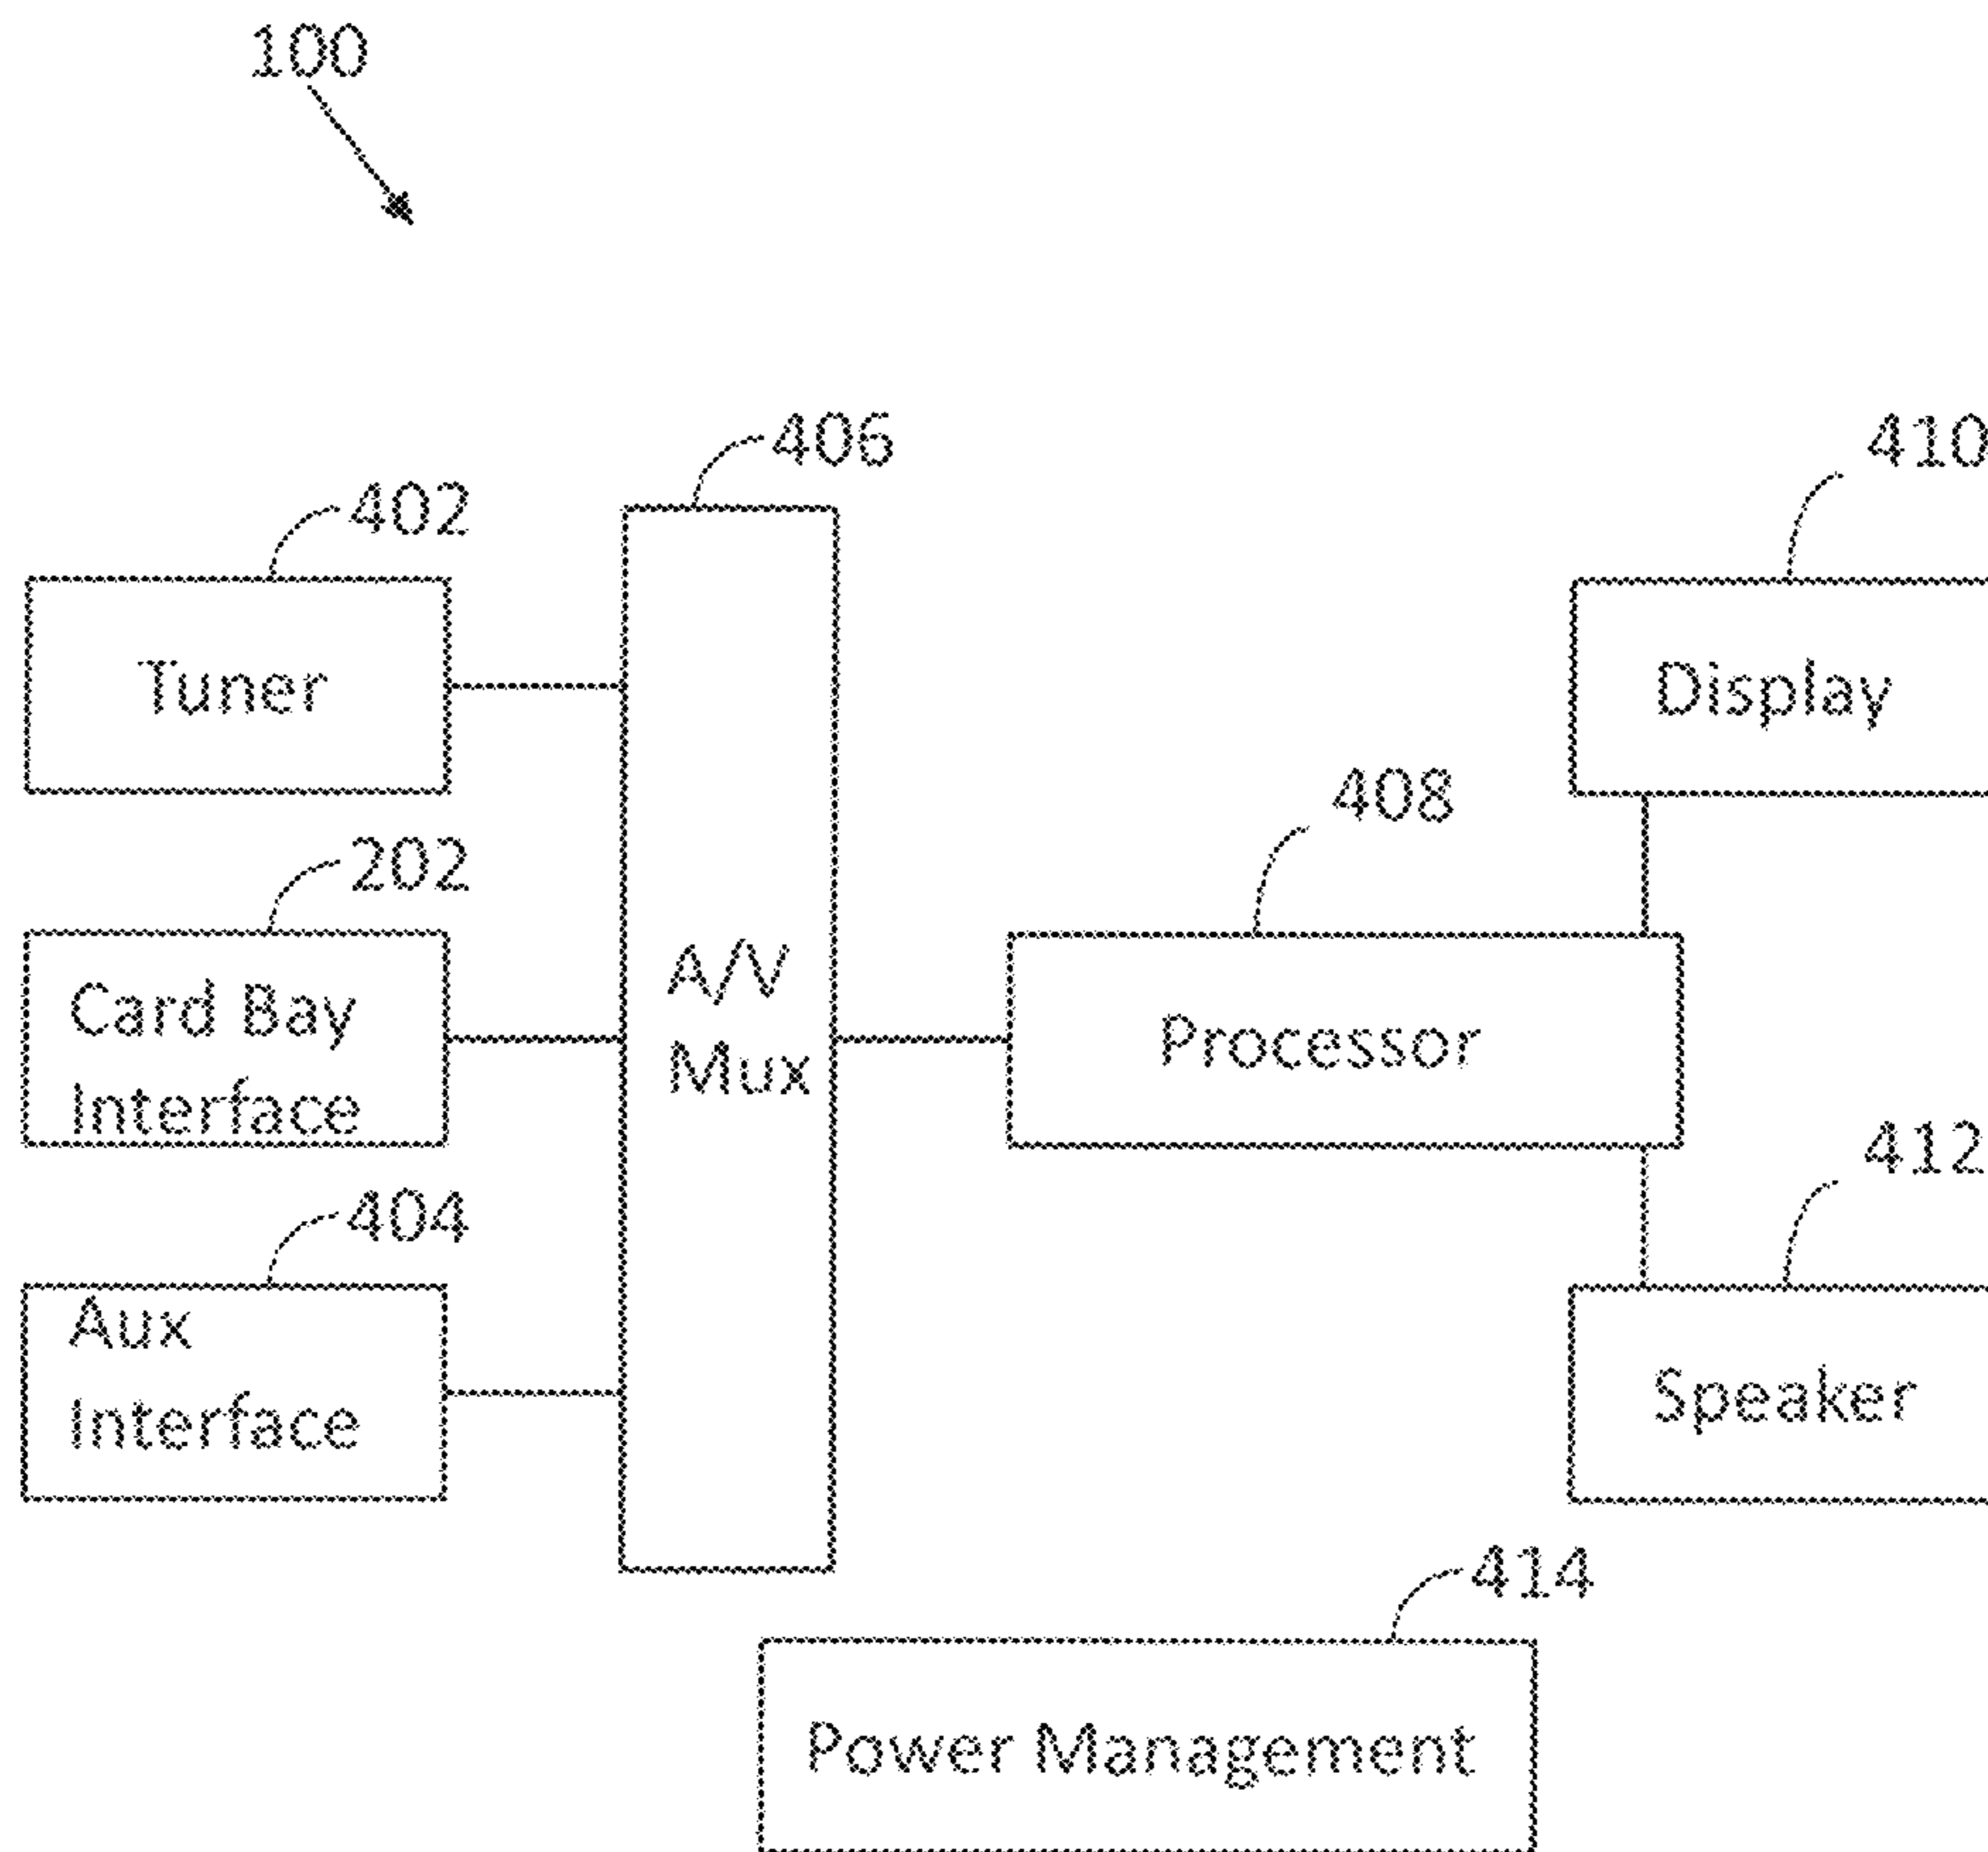 100
406
410
402
Tuner
Display
408
202
Card Bay
Interface
A/V
Mux
Processor
412
404
Aux
Interface
Speaker
414
Power Management